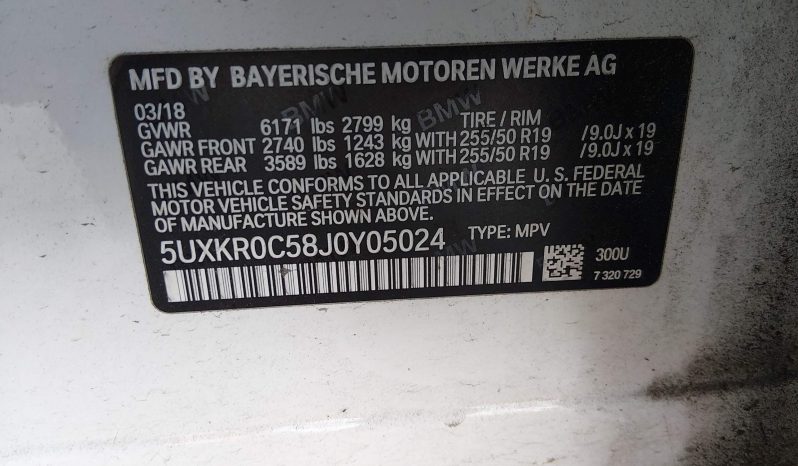 MFD BY BAYERISCHE MOTOREN WERKE AG
03/18 TIRE / RIM
GVWR 6171 lbs 2799 kg
GAWR FRONT 2740 lbs 1243 kg WITH 255/50 R19 /9.0J x 19
GAWR REAR 3589 lbs 1628 kg WITH 255/50 R19 /9.0J x 19
THIS VEHICLE CONFORMS TO ALL APPLICABLE U. S. FEDERAL
MOTOR VEHICLE SAFETY STANDARDS IN EFFECT ON THE DATE
OF MANUFACTURE SHOWN ABOVE.
5UXKR0C58J0Y05024 TYPE: MPV
300U
7 320 729